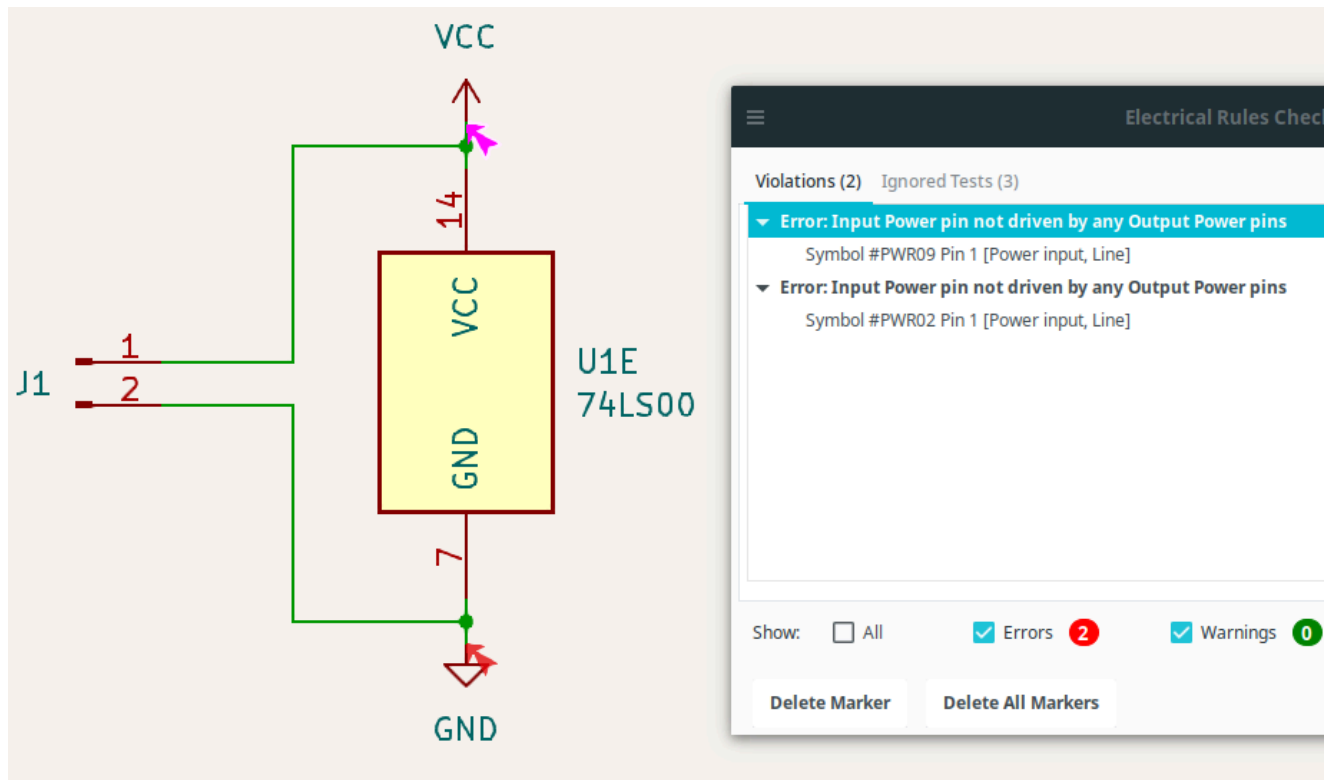 VCC
14
VCC
GND
7
GND
J1
1
2
U1E
74LS00
Electrical Rules Chec
Violations (2) Ignored Tests (3)
Error: Input Power pin not driven by any Output Power pins
Symbol #PWR09 Pin 1 [Power input, Line]
Error: Input Power pin not driven by any Output Power pins
Symbol #PWR02 Pin 1 [Power input, Line]
Show: All Errors 2 Warnings 0
Delete Marker Delete All Markers